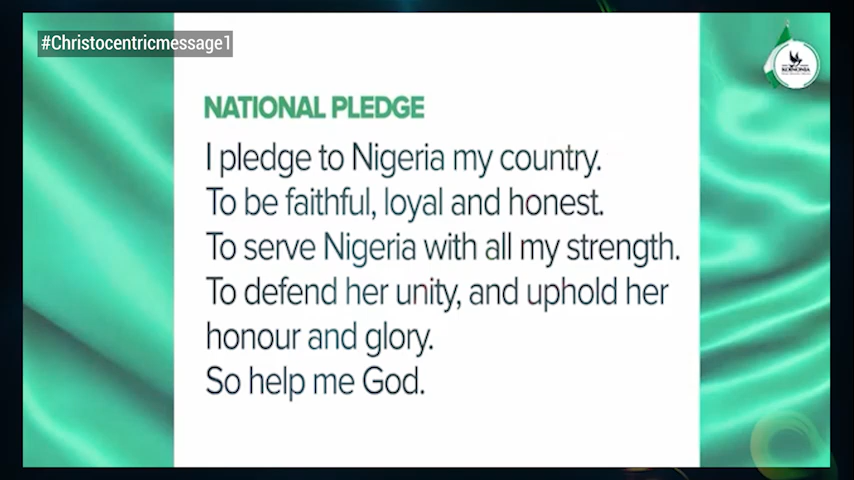 #Christocentricmessage1
KOINONIA
NATIONAL PLEDGE
I pledge to Nigeria my country.
To be faithful, loyal and honest.
To serve Nigeria with all my strength.
To defend her unity, and uphold her
honour and glory.
So help me God.